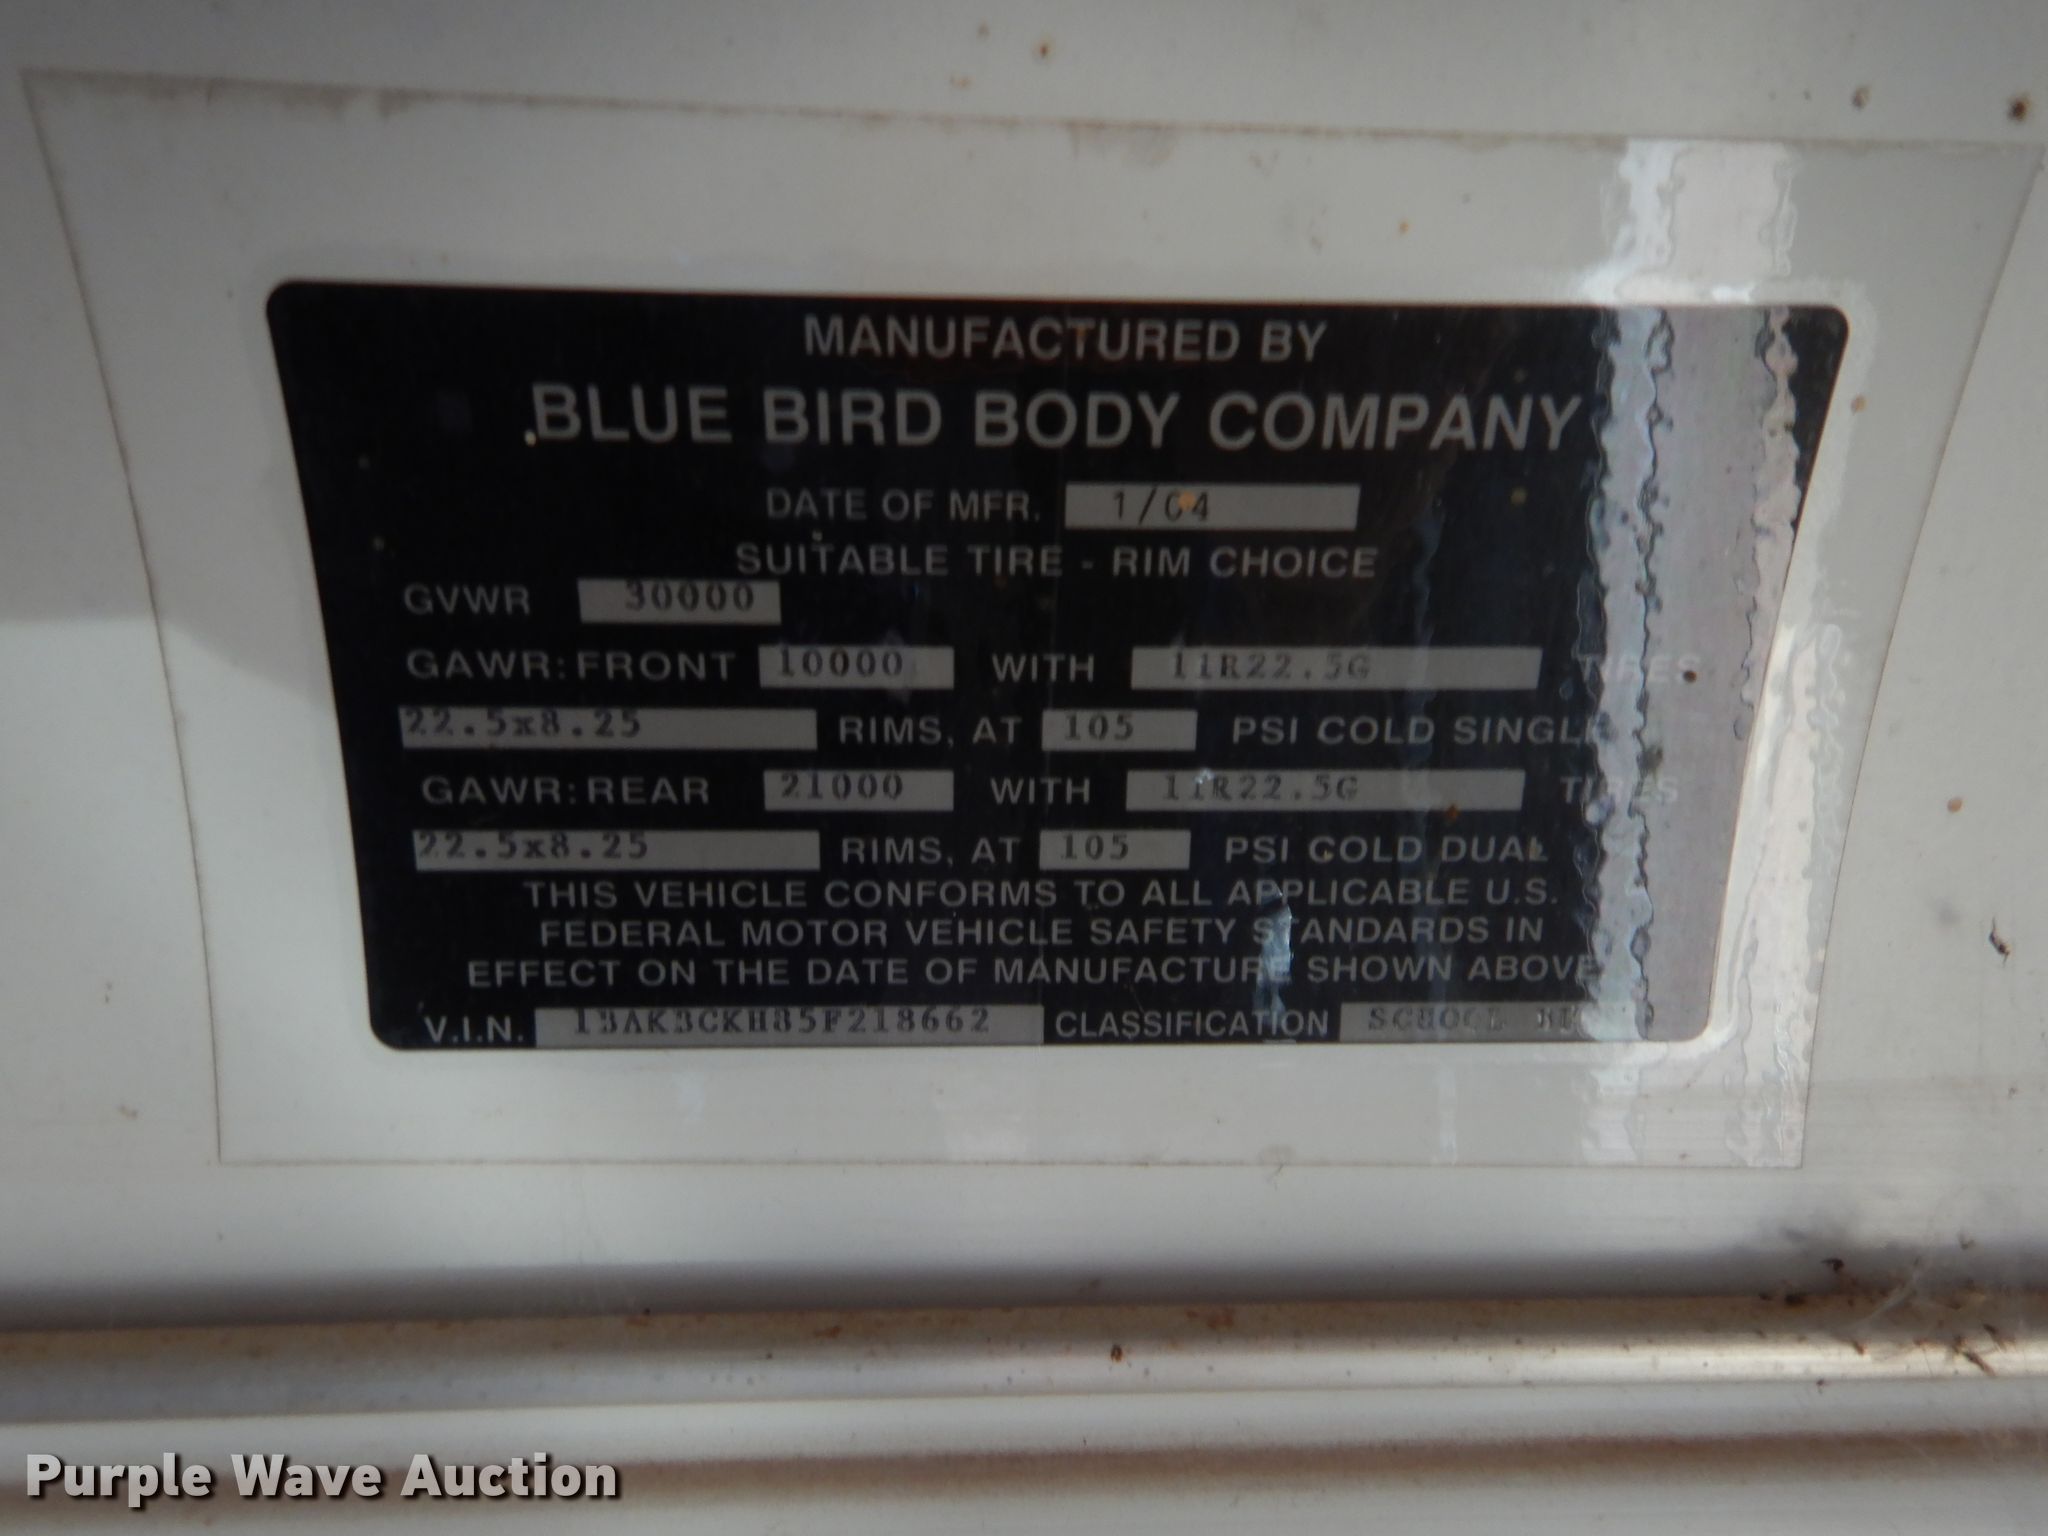 MANUFACTURED BY
BLUE BIRD BODY COMPANY
DATE OF MFR. 1/04
SUITABLE TIRE - RIM CHOICE
GVWR 30000
GAWR: FRONT 10000 WITH 11R22.5G TIRES
22.5x8.25 RIMS, AT 105 PSI COLD SINGLE
GAWR: REAR 21000 WITH 11R22.5G TIRES
22.5x8.25 RIMS, AT 105 PSI COLD DUAL
THIS VEHICLE CONFORMS TO ALL APPLICABLE U.S.
FEDERAL MOTOR VEHICLE SAFETY STANDARDS IN
EFFECT ON THE DATE OF MANUFACTURE SHOWN ABOVE
V.I.N. 1BAKBCKH85F218662 CLASSIFICATION SCHOOL
Purple Wave Auction